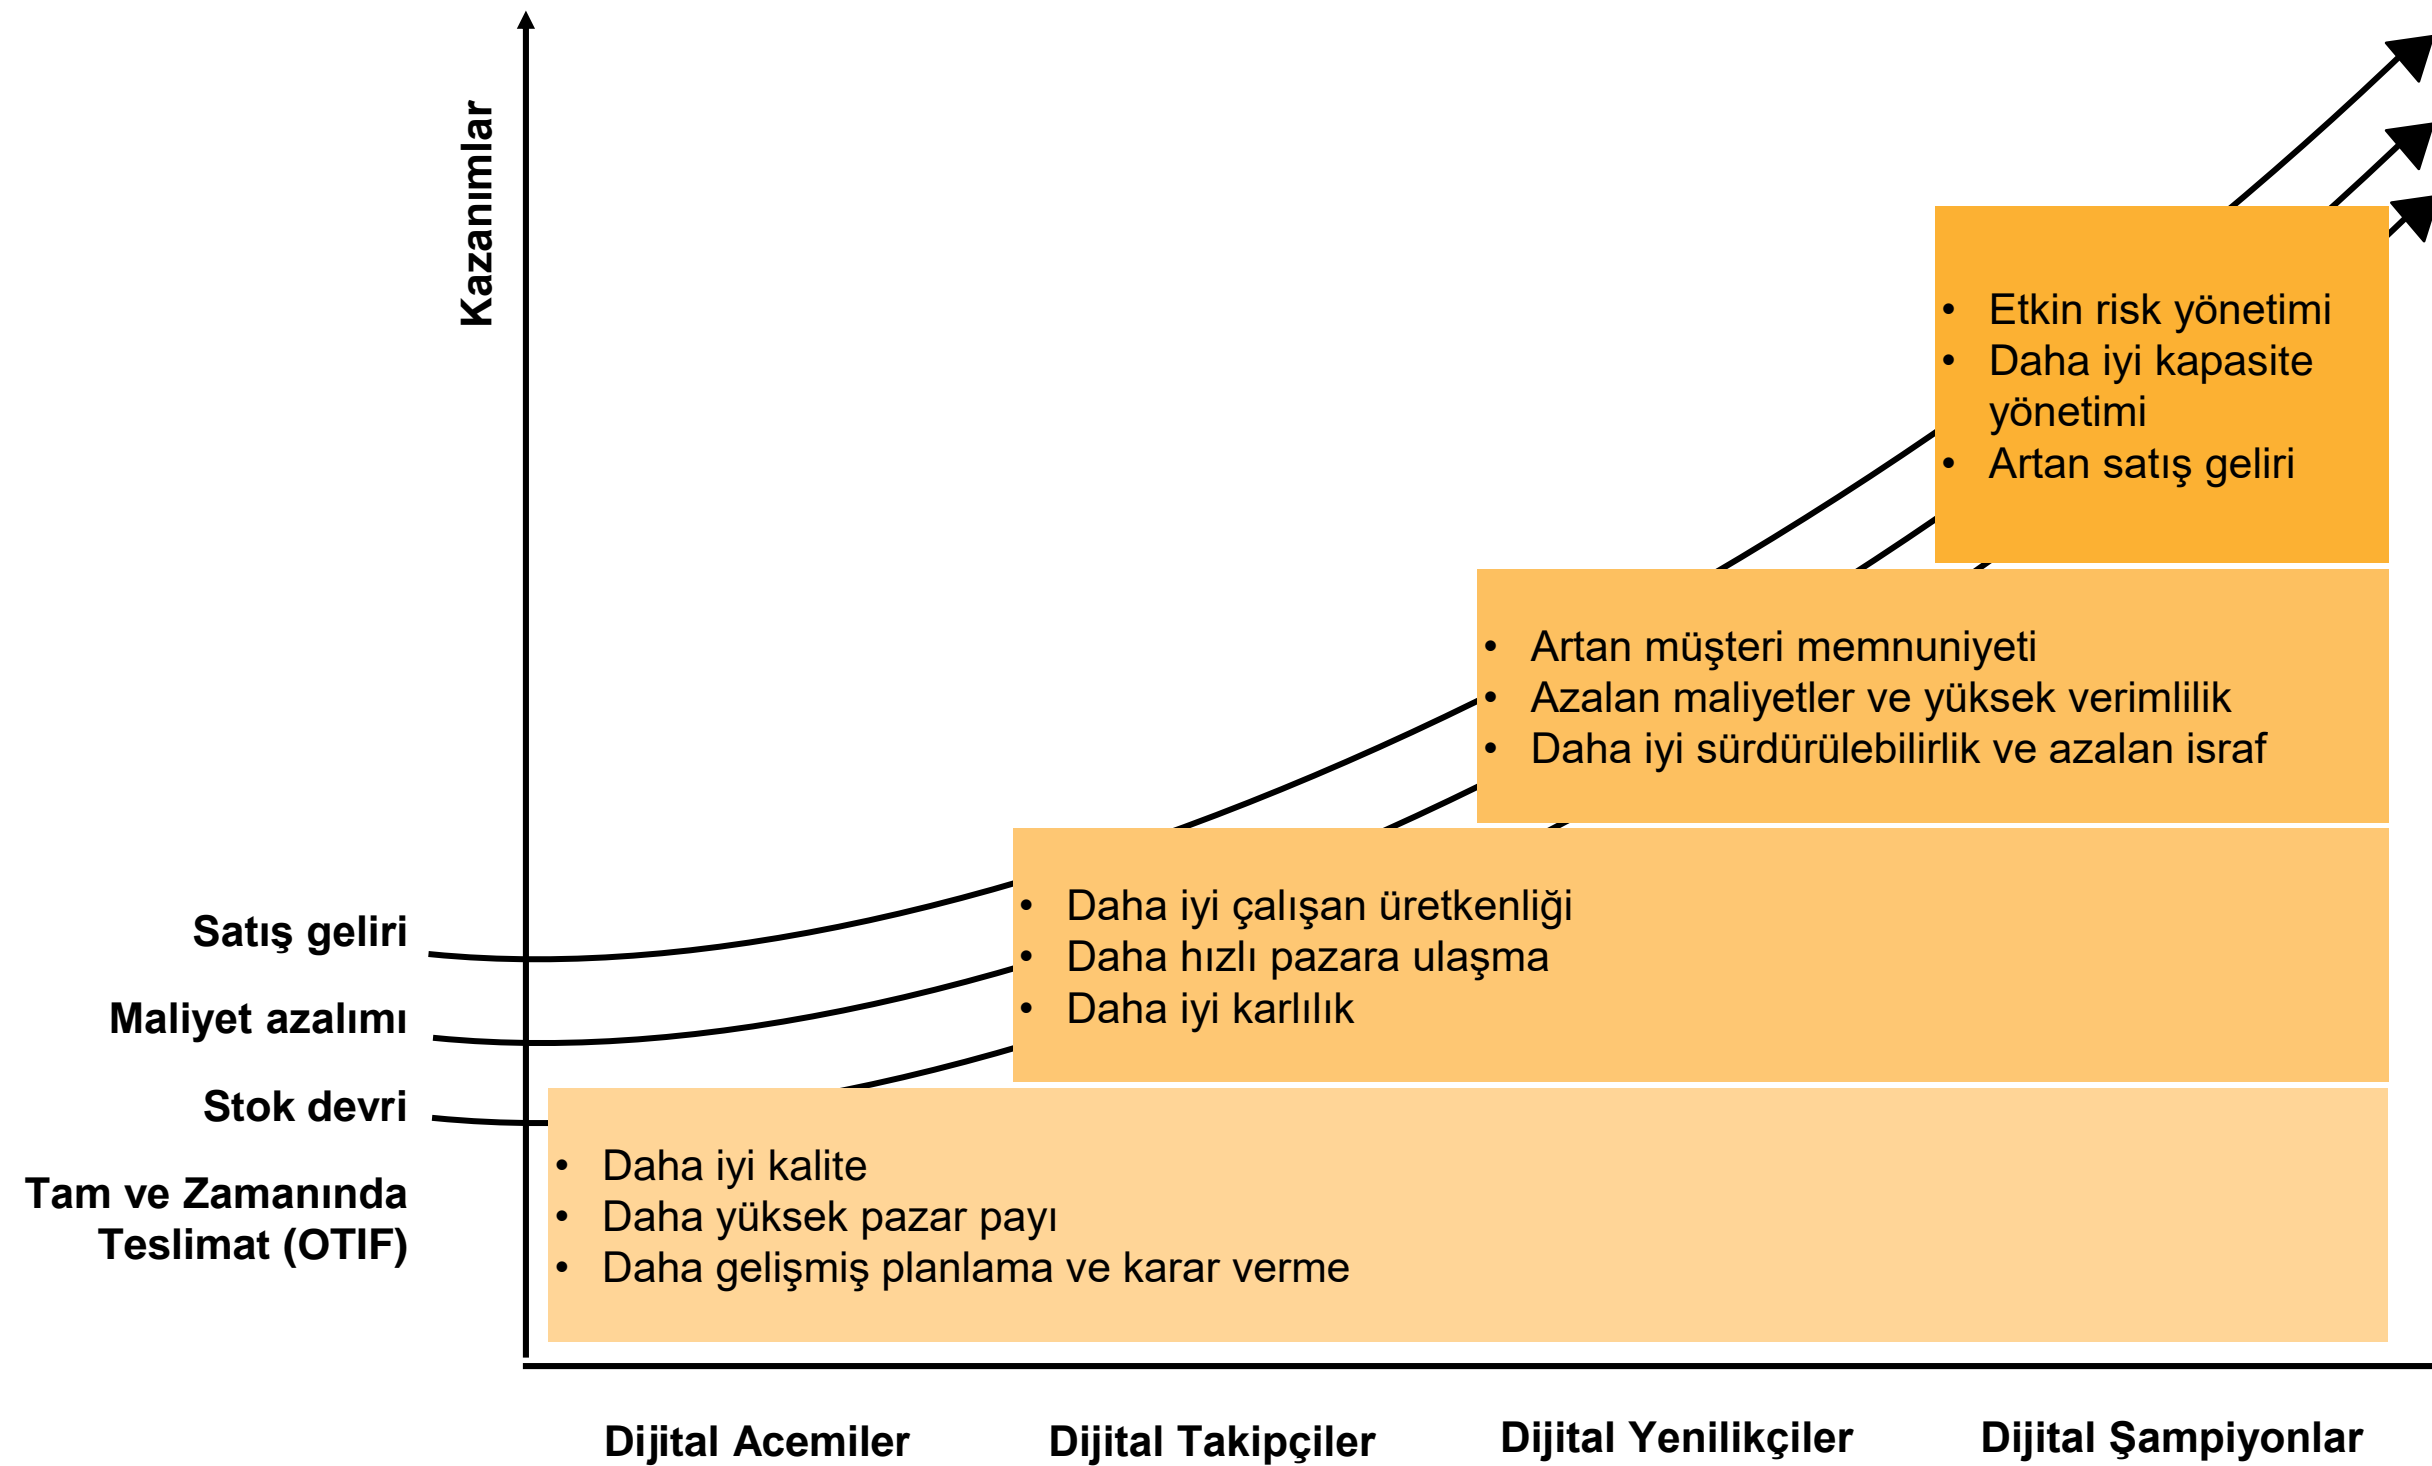 Kazanımlar
• Etkin risk yönetimi
• Daha iyi kapasite
yönetimi
• Artan satış geliri
• Artan müşteri memnuniyeti
• Azalan maliyetler ve yüksek verimlilik
• Daha iyi sürdürülebilirlik ve azalan israf
• Daha iyi çalışan üretkenliği
• Daha hızlı pazara ulaşma
• Daha iyi karlılık
• Daha iyi kalite
• Daha yüksek pazar payı
• Daha gelişmiş planlama ve karar verme
Satış geliri
Maliyet azalımı
Stok devri
Tam ve Zamanında
Teslimat (OTIF)
Dijital Acemiler
Dijital Takipçiler
Dijital Yenilikçiler
Dijital Şampiyonlar